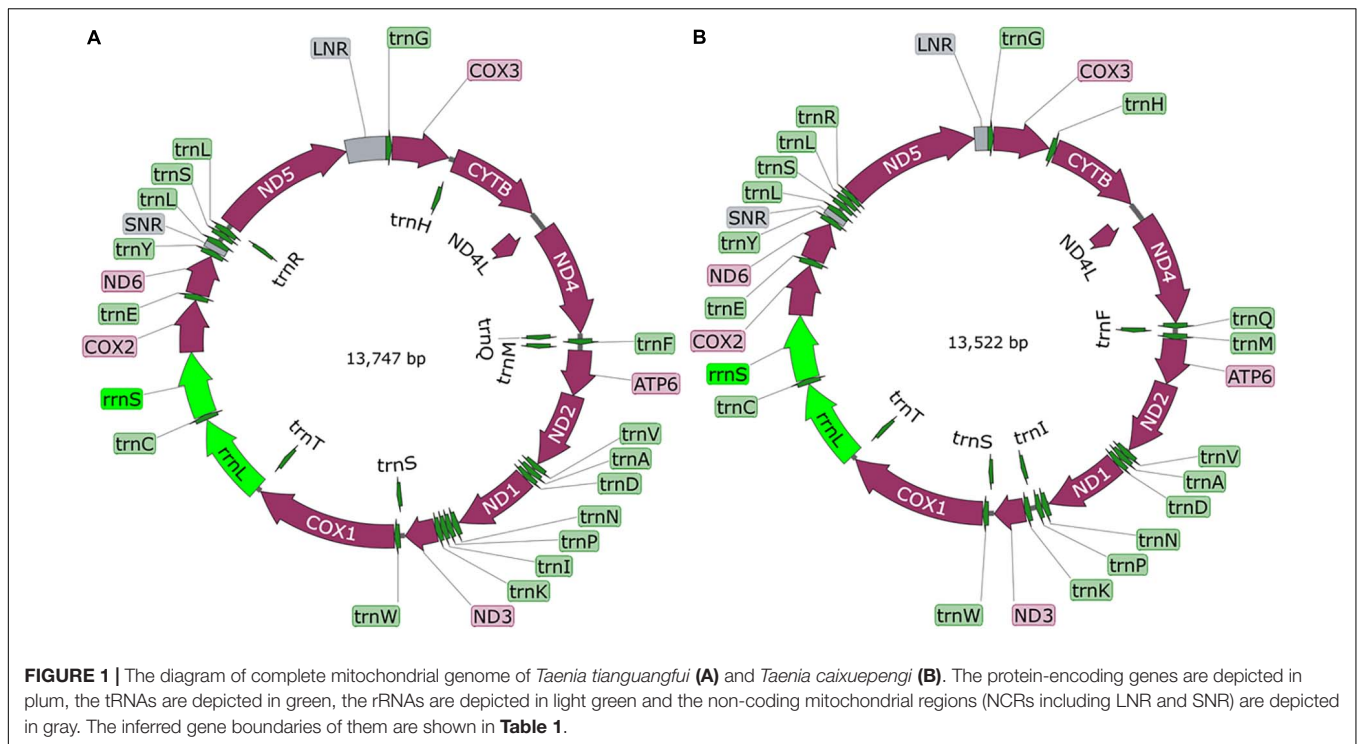 A
LNR
trnG
COX3
CYTB
trnH
ND4L
ND4
trnQ
trnM
trnF
ATP6
ND2
trnV
trnA
trnD
ND1
trnN
trnP
trnI
trnK
ND3
trnS
trnW
COX1
trnT
rrnL
trnC
rrnS
COX2
trnE
ND6
trnY
SNR
trnL
trnS
trnL
trnR
ND5
13,747 bp
B
LNR
trnG
COX3
trnH
CYTB
ND4L
ND4
trnF
trnQ
trnM
ATP6
ND2
trnV
trnA
trnD
ND1
trnN
trnP
trnI
trnK
ND3
trnS
trnW
COX1
trnT
rrnL
trnC
rrnS
COX2
trnE
ND6
trnY
SNR
trnL
trnS
trnL
trnR
ND5
13,522 bp
FIGURE 1 | The diagram of complete mitochondrial genome of Taenia tianguangfui (A) and Taenia caixuepengi (B). The protein-encoding genes are depicted in
plum, the tRNAs are depicted in green, the rRNAs are depicted in light green and the non-coding mitochondrial regions (NCRs including LNR and SNR) are depicted
in gray. The inferred gene boundaries of them are shown in Table 1.